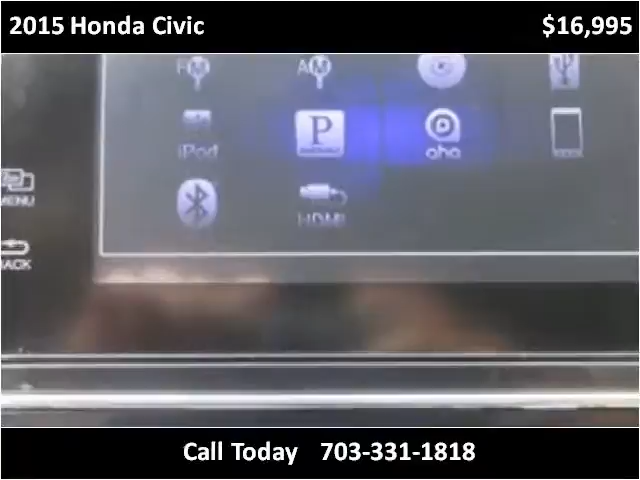 2015 Honda Civic $16,995
FM AM
iPod P aha
MENU
HDMI
BACK
Call Today 703-331-1818